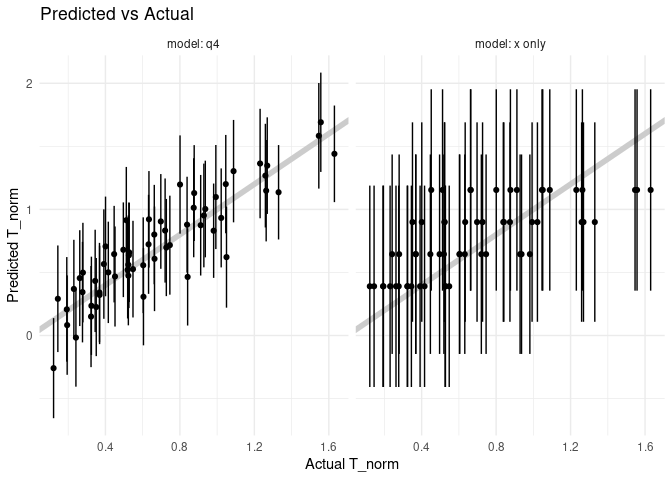 Predicted vs Actual
model: q4
model: x only
2
1
0
Predicted T_norm
0.4
0.8
1.2
1.6
0.4
0.8
1.2
1.6
Actual T_norm